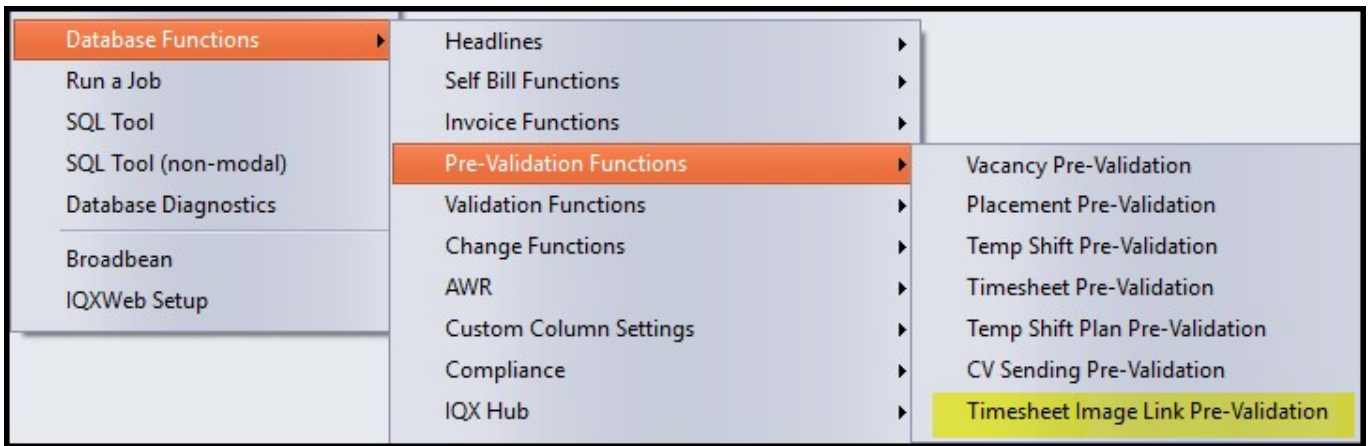 Database Functions
Run a Job
SQL Tool
SQL Tool (non-modal)
Database Diagnostics
Broadbean
IQXWeb Setup
Headlines
Self Bill Functions
Invoice Functions
Pre-Validation Functions
Validation Functions
Change Functions
AWR
Custom Column Settings
Compliance
IQX Hub
Vacancy Pre-Validation
Placement Pre-Validation
Temp Shift Pre-Validation
Timesheet Pre-Validation
Temp Shift Plan Pre-Validation
CV Sending Pre-Validation
Timesheet Image Link Pre-Validation